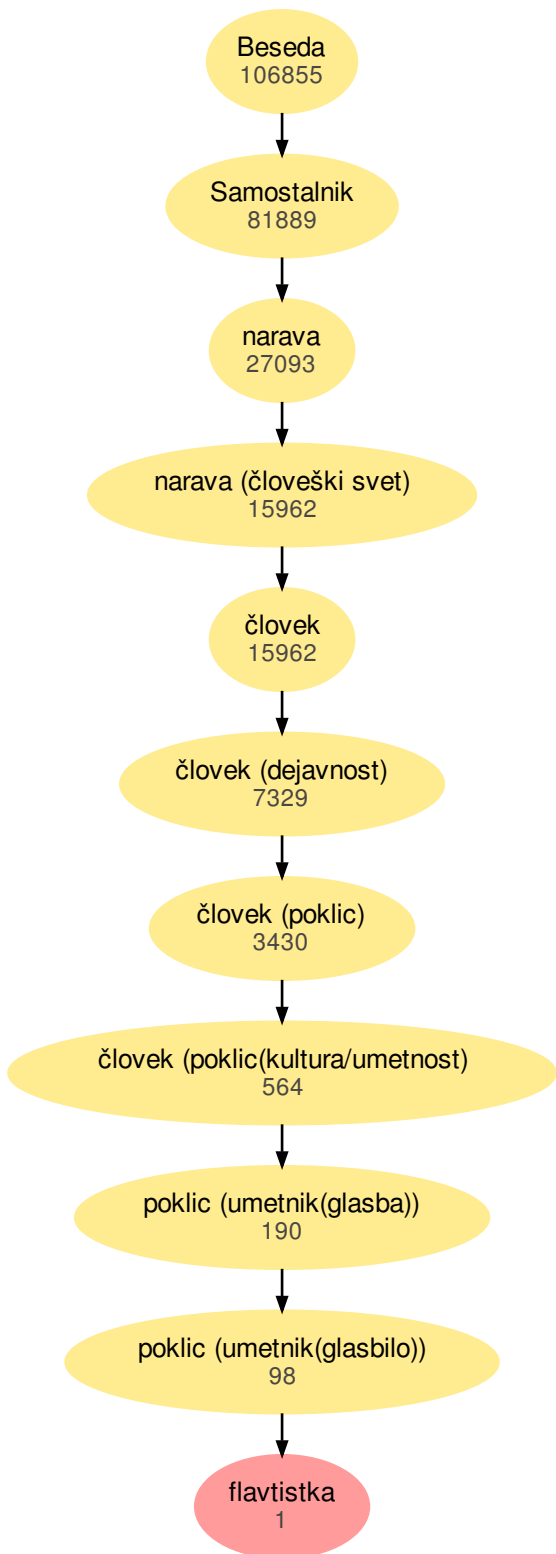 Beseda
106855
Samostalnik
81889
narava
27093
narava (človeški svet)
15962
človek
15962
človek (dejavnost)
7329
človek (poklic)
3430
človek (poklic(kultura/umetnost)
564
poklic (umetnik(glasba))
190
poklic (umetnik(glasbilo))
98
flavtistka
1